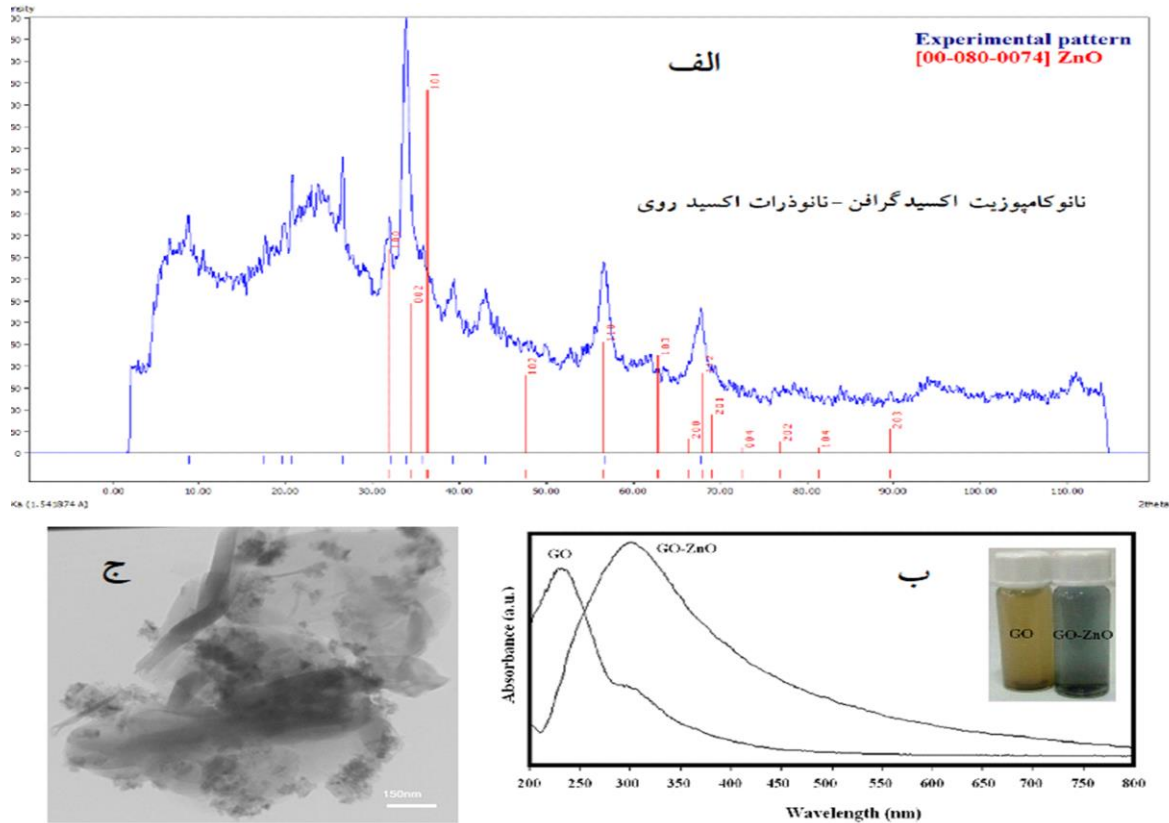 nsity
الف
Experimental pattern
[00-080-0074] ZnO
نانوکامپوزیت اکسیدگرافن-نانوذرات اکسید روی
100
002
101
102
110
103
200
201
004
202
104
203
0.00 10.00 20.00 30.00 40.00 50.00 60.00 70.00 80.00 90.00 100.00 110.00
2theta
ج
150nm
ب
GO
GO-ZnO
GO
GO-ZnO
Absorbance (a.u.)
200 250 300 350 400 450 500 550 600 650 700 750 800
Wavelength (nm)